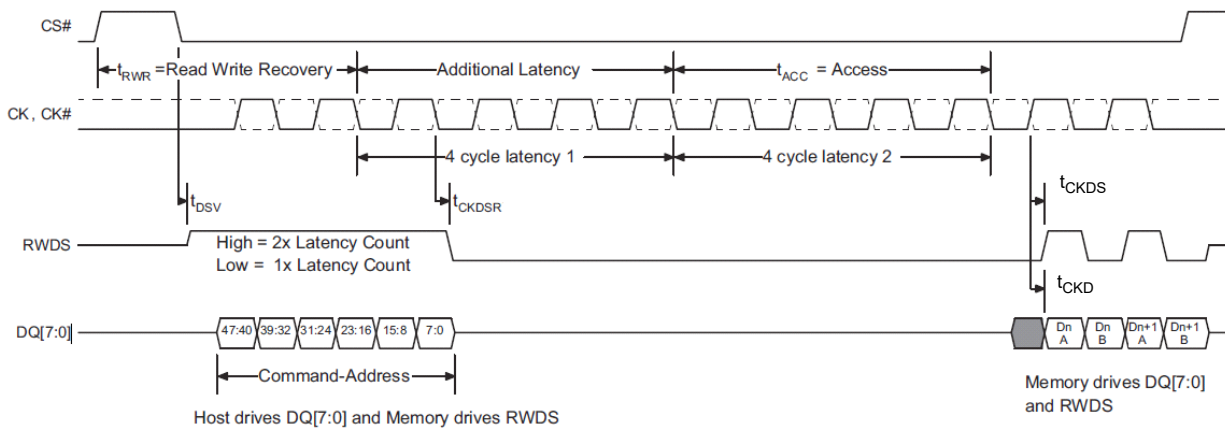 CS#
tRWR =Read Write Recovery
Additional Latency
tACC = Access
CK , CK#
4 cycle latency 1
4 cycle latency 2
tDSV
tCKDSR
tCKDS
RWDS
High = 2x Latency Count
Low = 1x Latency Count
tCKD
DQ[7:0]
47:40 39:32 31:24 23:16 15:8 7:0
Dn A
Dn B
Dn+1 A
Dn+1 B
Command-Address
Host drives DQ[7:0] and Memory drives RWDS
Memory drives DQ[7:0]
and RWDS